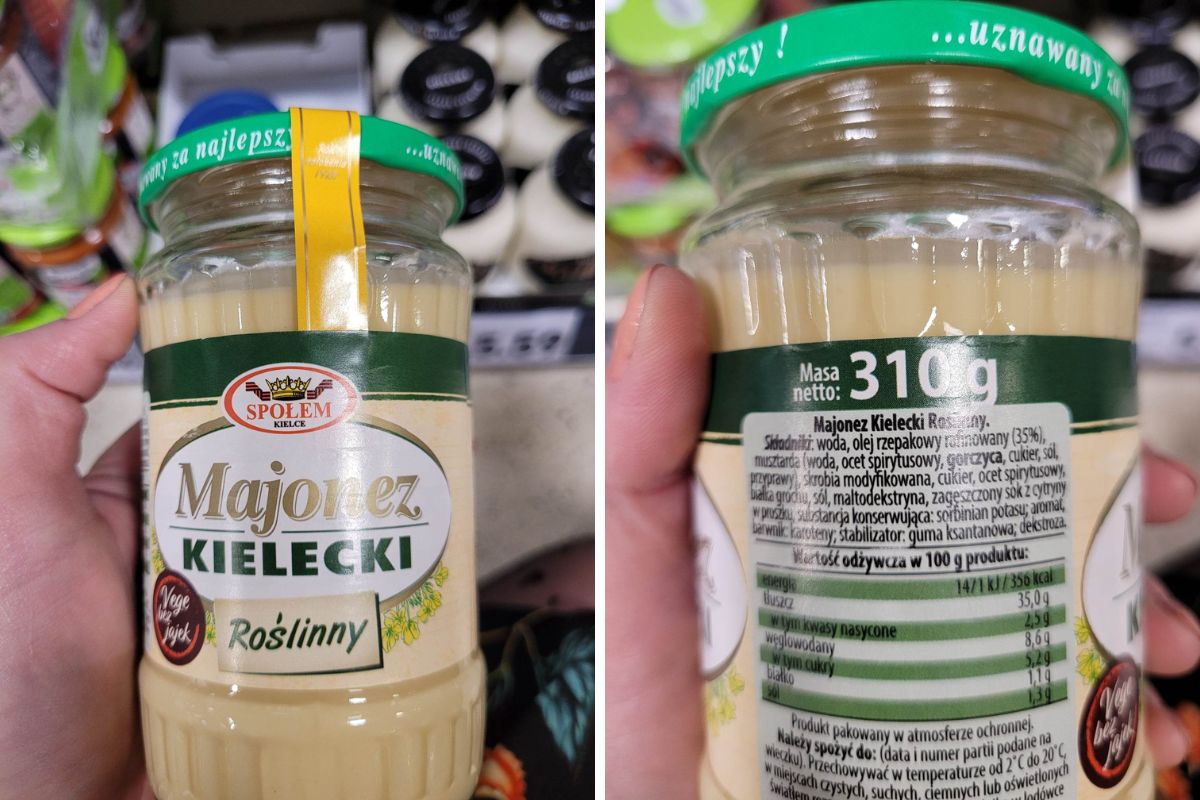 ...wany za najlepszy
...uznawany
SPOŁEM
KIELCE
Majonez
KIELECKI
Vege
bez
jajek
Roślinny
5,59
najlepszy !
...uznawany za
Masa
netto: 310 g
Majonez Kielecki Roślinny.
Składniki: woda, olej rzepakowy rafinowany (35%),
musztarda (woda, ocet spirytusowy, gorczyca, cukier, sól,
przyprawy), skrobia modyfikowana, cukier, ocet spirytusowy,
białka grochu, sól, maltodekstryna, zagęszczony sok z cytryny
w proszku, substancja konserwująca: sorbinian potasu; aromat,
barwnik: karoteny; stabilizator: guma ksantanowa; dekstroza.
Wartość odżywcza w 100 g produktu:
energia 1471 kJ / 356 kcal
tłuszcz 35,0 g
w tym kwasy nasycone 2,5 g
węglowodany 8,6 g
w tym cukry 5,2 g
białko 1,1 g
sól 1,3 g
Produkt pakowany w atmosferze ochronnej.
Należy spożyć do: (data i numer partii podane na
wieczku). Przechowywać w temperaturze od 2°C do 20°C,
w miejscach czystych, suchych, ciemnych lub oświetlonych
lodówce
Vege
bez
jajek